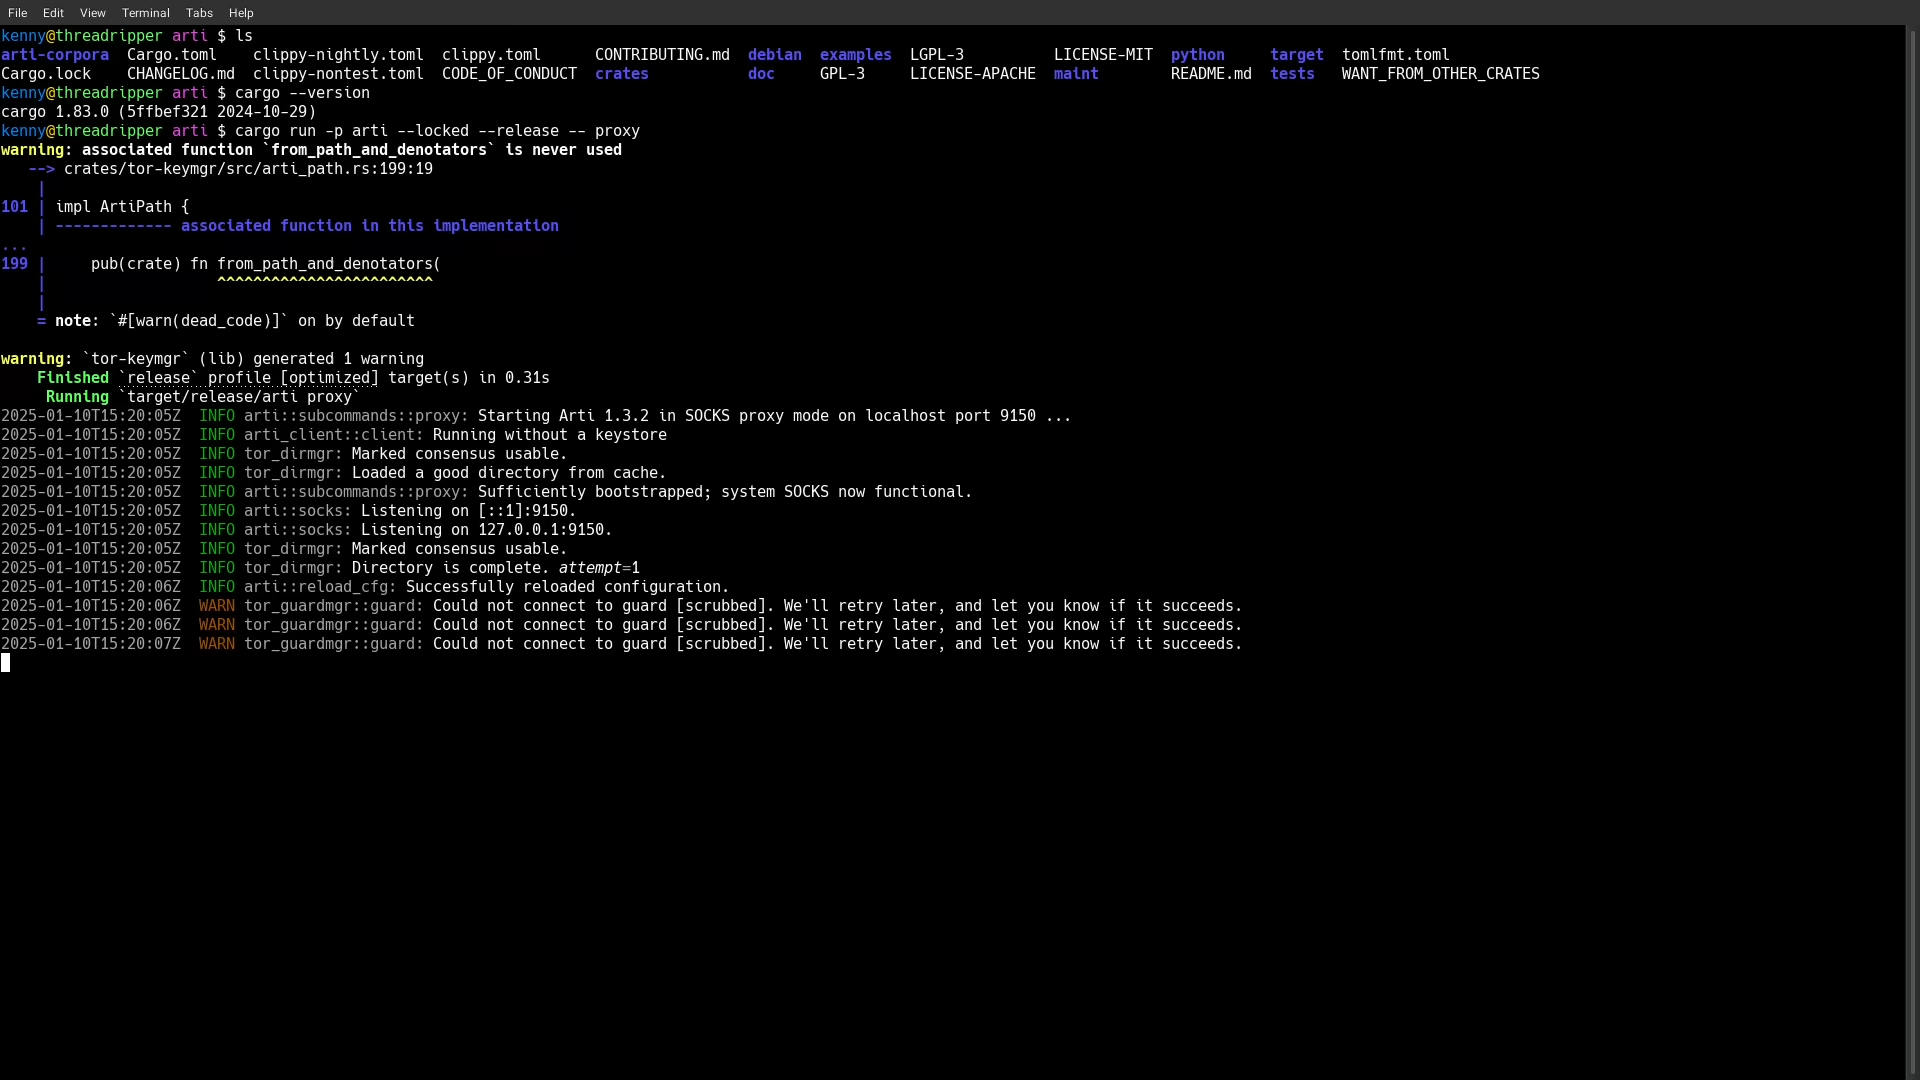 File Edit View Terminal Tabs Help
kenny@threadripper arti $ ls
arti-corpora  Cargo.toml    clippy-nightly.toml  clippy.toml      CONTRIBUTING.md  debian  examples  LGPL-3          LICENSE-MIT  python     target  tomlfmt.toml
Cargo.lock    CHANGELOG.md  clippy-nontest.toml  CODE_OF_CONDUCT  crates           doc     GPL-3     LICENSE-APACHE  maint        README.md  tests   WANT_FROM_OTHER_CRATES
kenny@threadripper arti $ cargo --version
cargo 1.83.0 (5ffbef321 2024-10-29)
kenny@threadripper arti $ cargo run -p arti --locked --release -- proxy
warning: associated function `from_path_and_denotators` is never used
   --> crates/tor-keymgr/src/arti_path.rs:199:19
    |
101 | impl ArtiPath {
    | ------------- associated function in this implementation
...
199 |     pub(crate) fn from_path_and_denotators(
    |                   ^^^^^^^^^^^^^^^^^^^^^^^^
    |
    = note: `#[warn(dead_code)]` on by default
warning: `tor-keymgr` (lib) generated 1 warning
    Finished `release` profile [optimized] target(s) in 0.31s
     Running `target/release/arti proxy`
2025-01-10T15:20:05Z  INFO arti::subcommands::proxy: Starting Arti 1.3.2 in SOCKS proxy mode on localhost port 9150 ...
2025-01-10T15:20:05Z  INFO arti_client::client: Running without a keystore
2025-01-10T15:20:05Z  INFO tor_dirmgr: Marked consensus usable.
2025-01-10T15:20:05Z  INFO tor_dirmgr: Loaded a good directory from cache.
2025-01-10T15:20:05Z  INFO arti::subcommands::proxy: Sufficiently bootstrapped; system SOCKS now functional.
2025-01-10T15:20:05Z  INFO arti::socks: Listening on [::1]:9150.
2025-01-10T15:20:05Z  INFO arti::socks: Listening on 127.0.0.1:9150.
2025-01-10T15:20:05Z  INFO tor_dirmgr: Marked consensus usable.
2025-01-10T15:20:05Z  INFO tor_dirmgr: Directory is complete. attempt=1
2025-01-10T15:20:06Z  INFO arti::reload_cfg: Successfully reloaded configuration.
2025-01-10T15:20:06Z  WARN tor_guardmgr::guard: Could not connect to guard [scrubbed]. We'll retry later, and let you know if it succeeds.
2025-01-10T15:20:06Z  WARN tor_guardmgr::guard: Could not connect to guard [scrubbed]. We'll retry later, and let you know if it succeeds.
2025-01-10T15:20:07Z  WARN tor_guardmgr::guard: Could not connect to guard [scrubbed]. We'll retry later, and let you know if it succeeds.